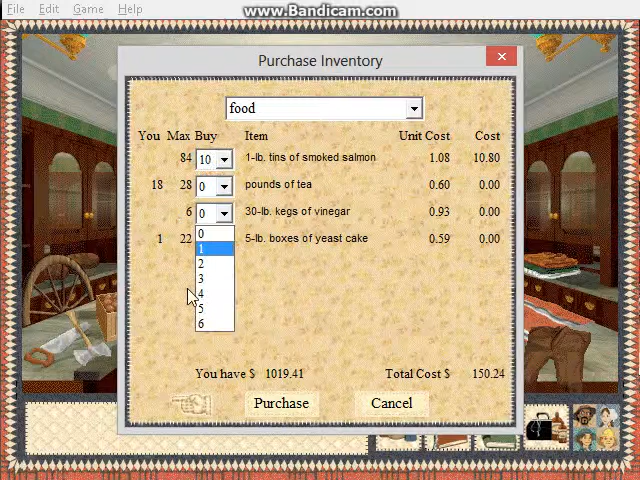 www.Bandicam.com
File Edit Game Help
Purchase Inventory
food
You Max Buy Item Unit Cost Cost
84 10 1-lb. tins of smoked salmon 1.08 10.80
18 28 0 pounds of tea 0.60 0.00
6 0 30-lb. kegs of vinegar 0.93 0.00
1 22 5-lb. boxes of yeast cake 0.59 0.00
0
1
2
3
4
5
6
You have $ 1019.41 Total Cost $ 150.24
Purchase Cancel